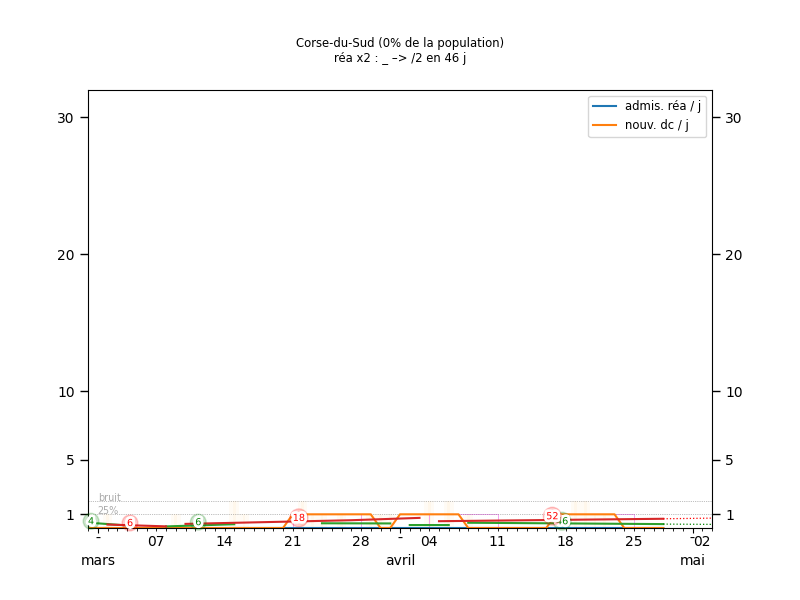 Corse-du-Sud (0% de la population)
réa x2 : _ –> /2 en 46 j
admis. réa / j
nouv. dc / j
30 30
20 20
10 10
5 5
bruit
25%
1 1
4 6 6 18 52
- 07 14 21 28 - 04 11 18 25 - 02
mars avril mai